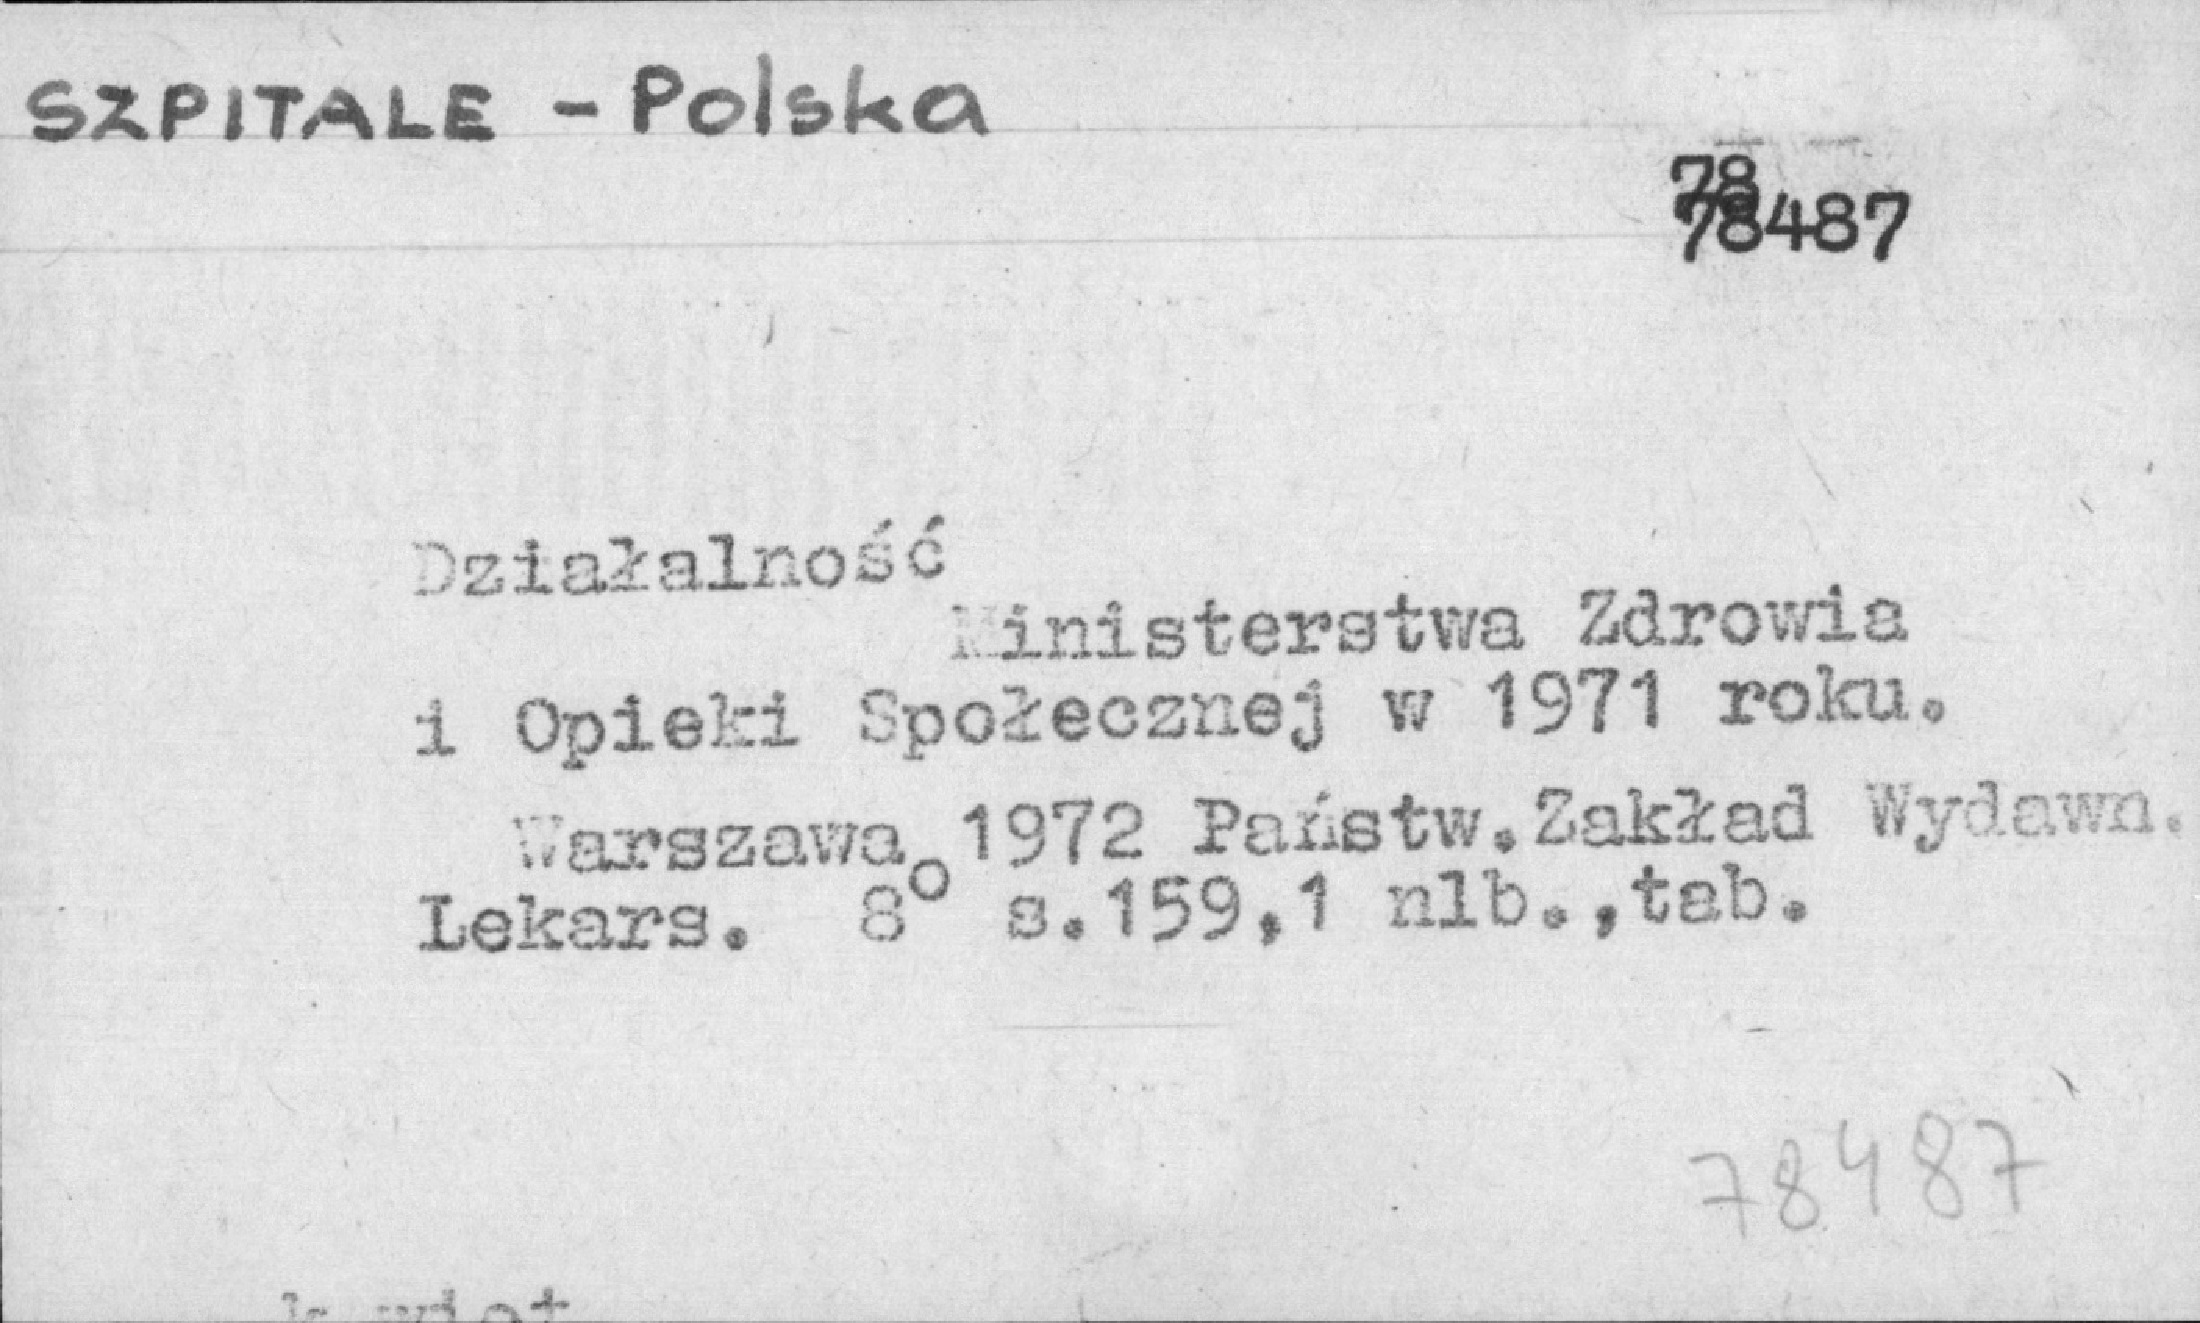 SZPITALE - Polska
78
78487
Działalność
Ministerstwa Zdrowia
i Opieki Społecznej w 1971 roku.
Warszawa 1972 Państw.Zakład Wydawn.
Lekars. 8° s.159,1 nlb.,tab.
78487